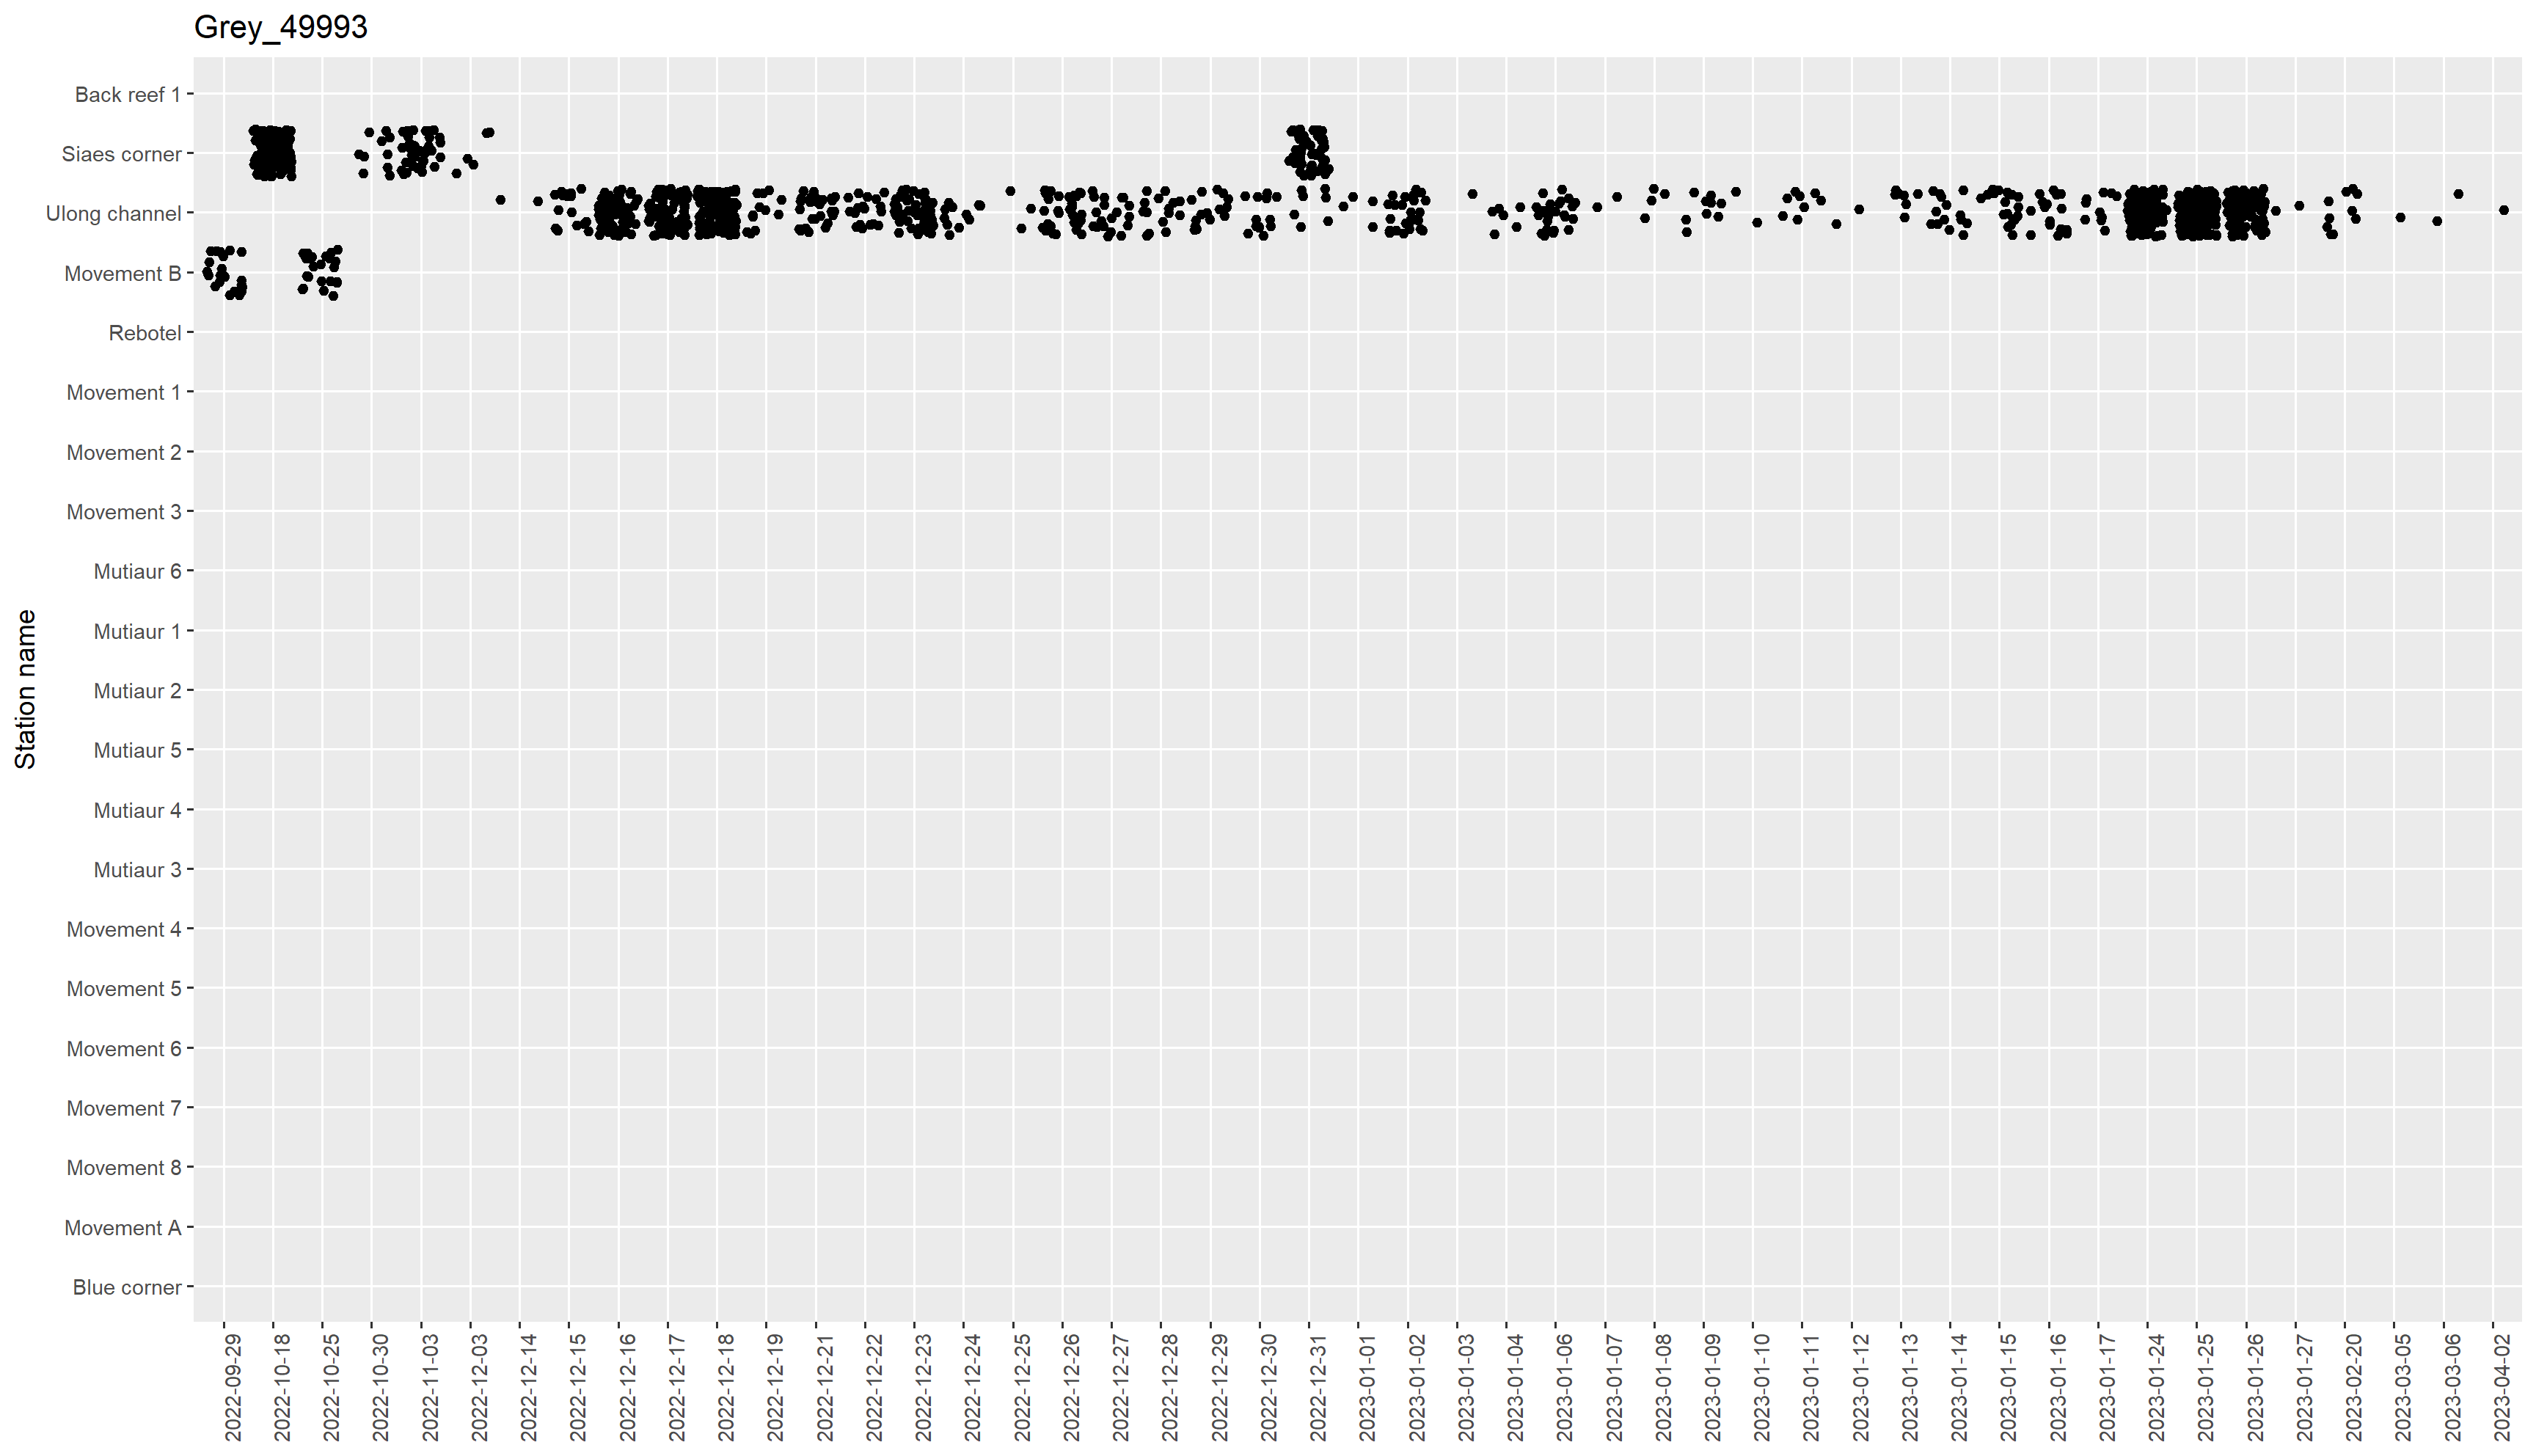 Grey_49993
Station name
Back reef 1
Siaes corner
Ulong channel
Movement B
Rebotel
Movement 1
Movement 2
Movement 3
Mutiaur 6
Mutiaur 1
Mutiaur 2
Mutiaur 5
Mutiaur 4
Mutiaur 3
Movement 4
Movement 5
Movement 6
Movement 7
Movement 8
Movement A
Blue corner
2022-09-29
2022-10-18
2022-10-25
2022-10-30
2022-11-03
2022-12-03
2022-12-14
2022-12-15
2022-12-16
2022-12-17
2022-12-18
2022-12-19
2022-12-21
2022-12-22
2022-12-23
2022-12-24
2022-12-25
2022-12-26
2022-12-27
2022-12-28
2022-12-29
2022-12-30
2022-12-31
2023-01-01
2023-01-02
2023-01-03
2023-01-04
2023-01-06
2023-01-07
2023-01-08
2023-01-09
2023-01-10
2023-01-11
2023-01-12
2023-01-13
2023-01-14
2023-01-15
2023-01-16
2023-01-17
2023-01-24
2023-01-25
2023-01-26
2023-01-27
2023-02-20
2023-03-05
2023-03-06
2023-04-02